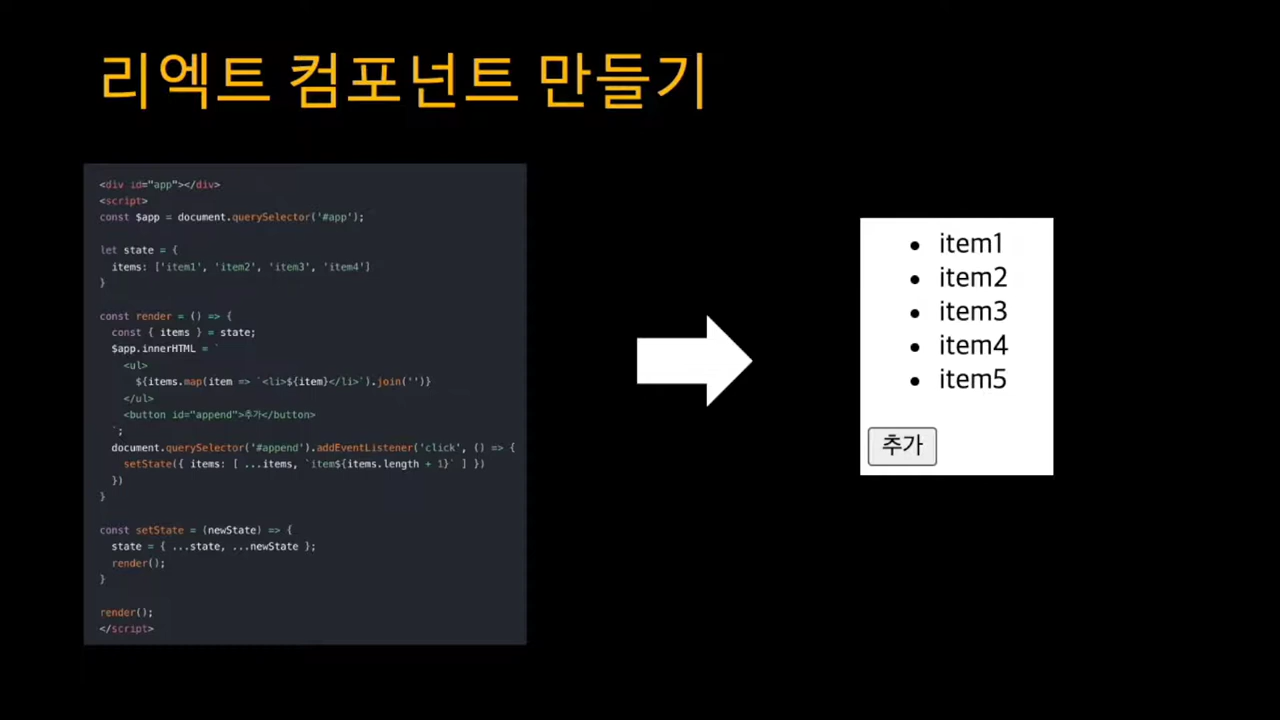 리엑트 컴포넌트 만들기
<div id="app"></div>
<script>
const $app = document.querySelector('#app');
let state = {
items: ['item1', 'item2', 'item3', 'item4']
}
const render = () => {
const { items } = state;
$app.innerHTML = `
<ul>
${items.map(item => `<li>${item}</li>`).join('')}
</ul>
<button id="append">추가</button>
`;
document.querySelector('#append').addEventListener('click', () => {
setState({ items: [ ...items, `item${items.length + 1}` ] })
})
}
const setState = (newState) => {
state = { ...state, ...newState };
render();
}
render();
</script>
item1
item2
item3
item4
item5
추가